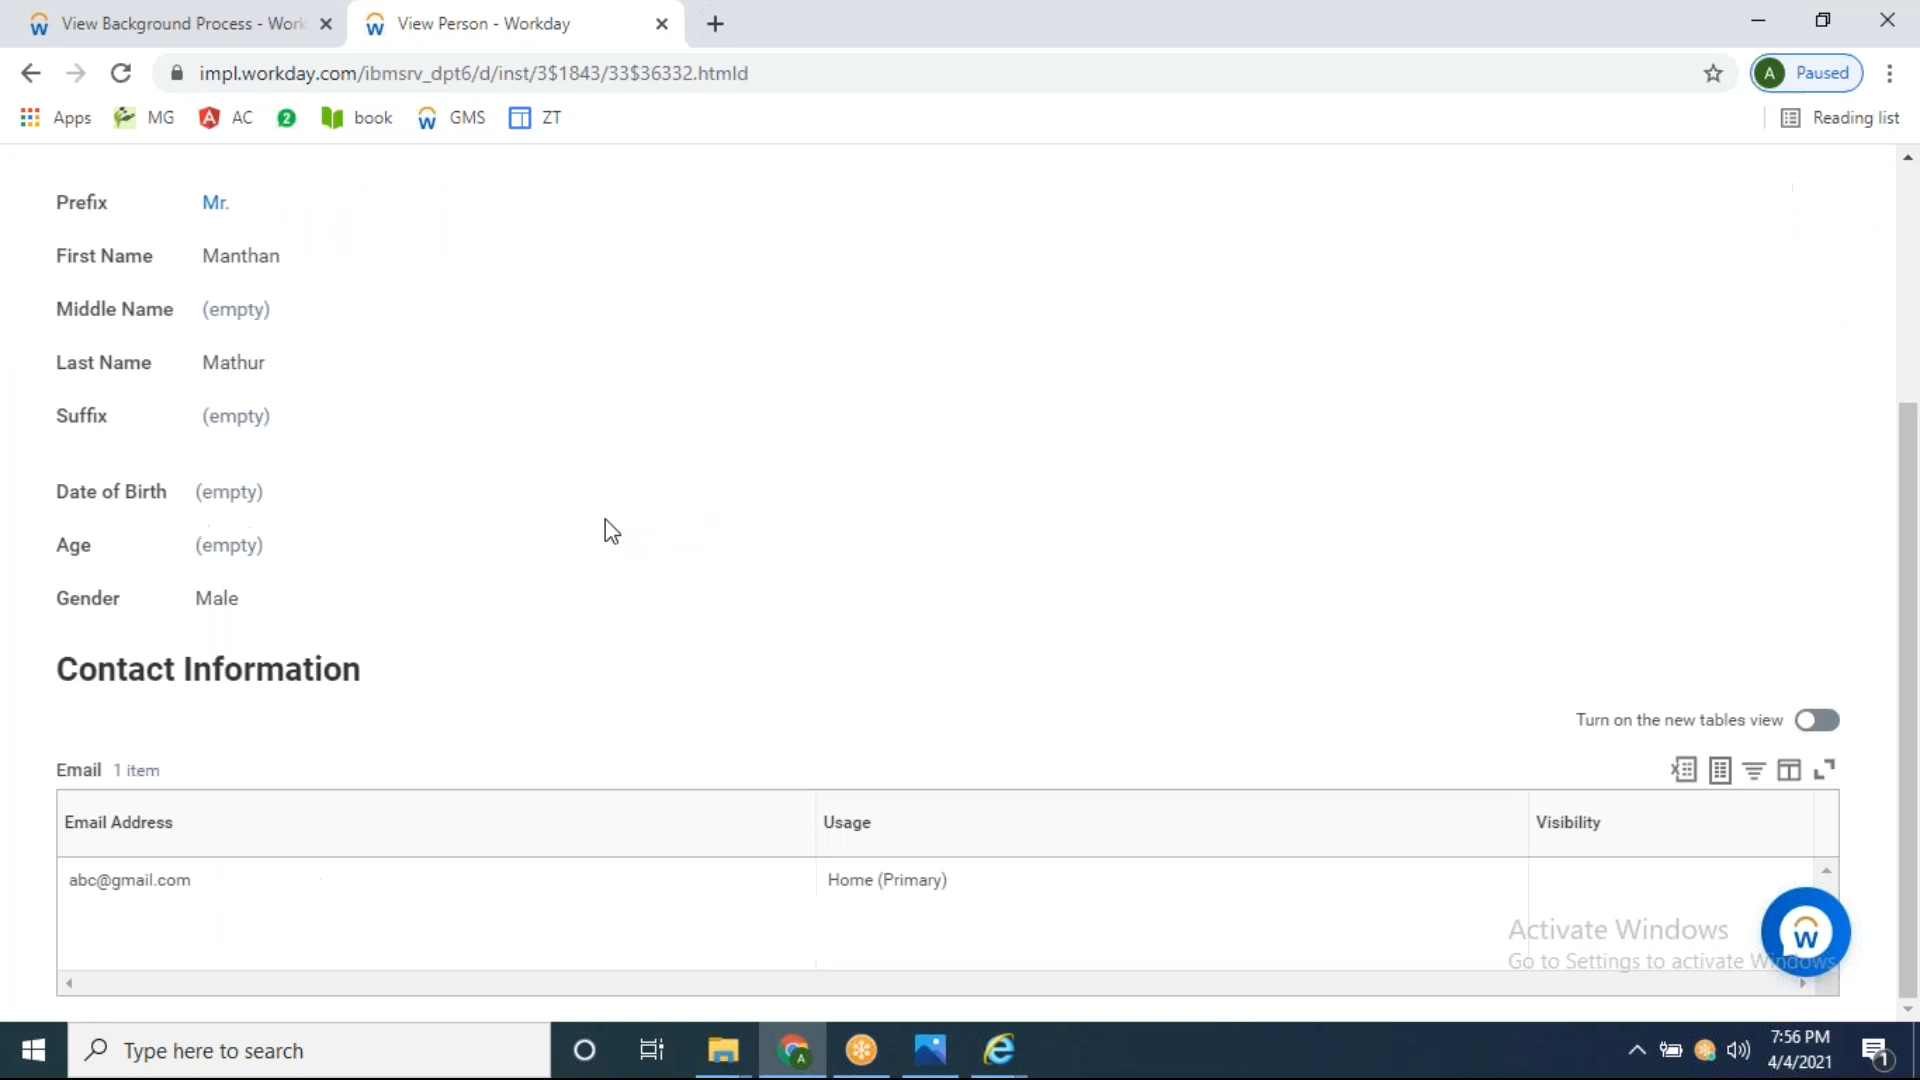 View Background Process - Work
View Person - Workday
impl.workday.com/ibmsrv_dpt6/d/inst/3$1843/33$36332.htmld
A Paused
Apps MG AC 2 book GMS ZT Reading list
Prefix Mr.
First Name Manthan
Middle Name (empty)
Last Name Mathur
Suffix (empty)
Date of Birth (empty)
Age (empty)
Gender Male
Contact Information
Turn on the new tables view
Email 1 item
Email Address Usage Visibility
abc@gmail.com Home (Primary)
Activate Windows
Go to Settings to activate Windows.
Type here to search
7:56 PM
4/4/2021
1